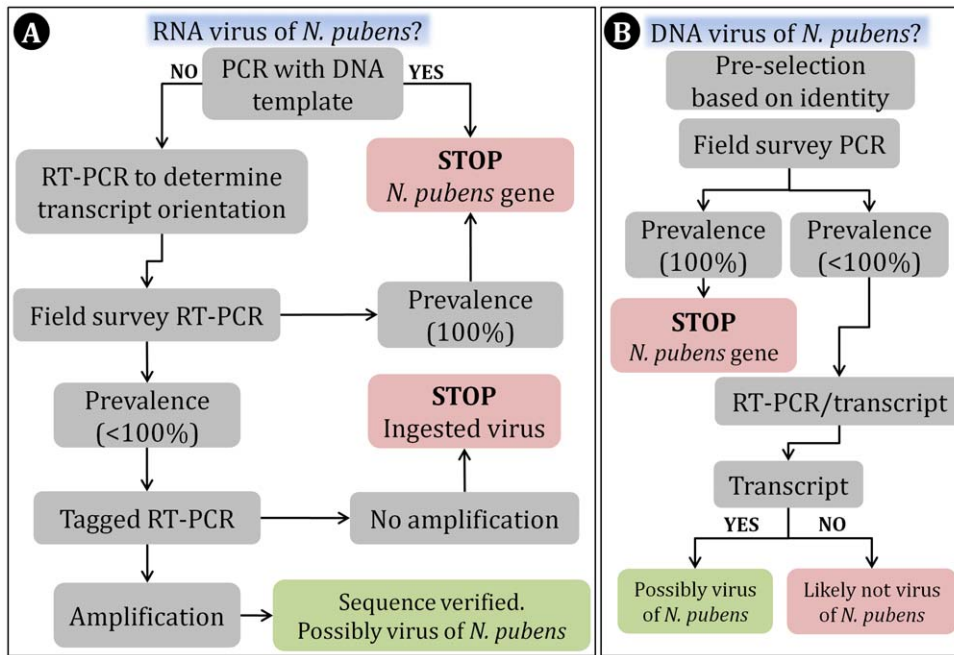 A
RNA virus of N. pubens?
NO
PCR with DNA
template
YES
RT-PCR to determine
transcript orientation
STOP
N. pubens gene
Field survey RT-PCR
Prevalence
(100%)
Prevalence
(<100%)
STOP
Ingested virus
Tagged RT-PCR
No amplification
Amplification
Sequence verified.
Possibly virus of N. pubens
B
DNA virus of N. pubens?
Pre-selection
based on identity
Field survey PCR
Prevalence
(100%)
Prevalence
(<100%)
STOP
N. pubens gene
RT-PCR/transcript
Transcript
YES
NO
Possibly virus
of N. pubens
Likely not virus
of N. pubens